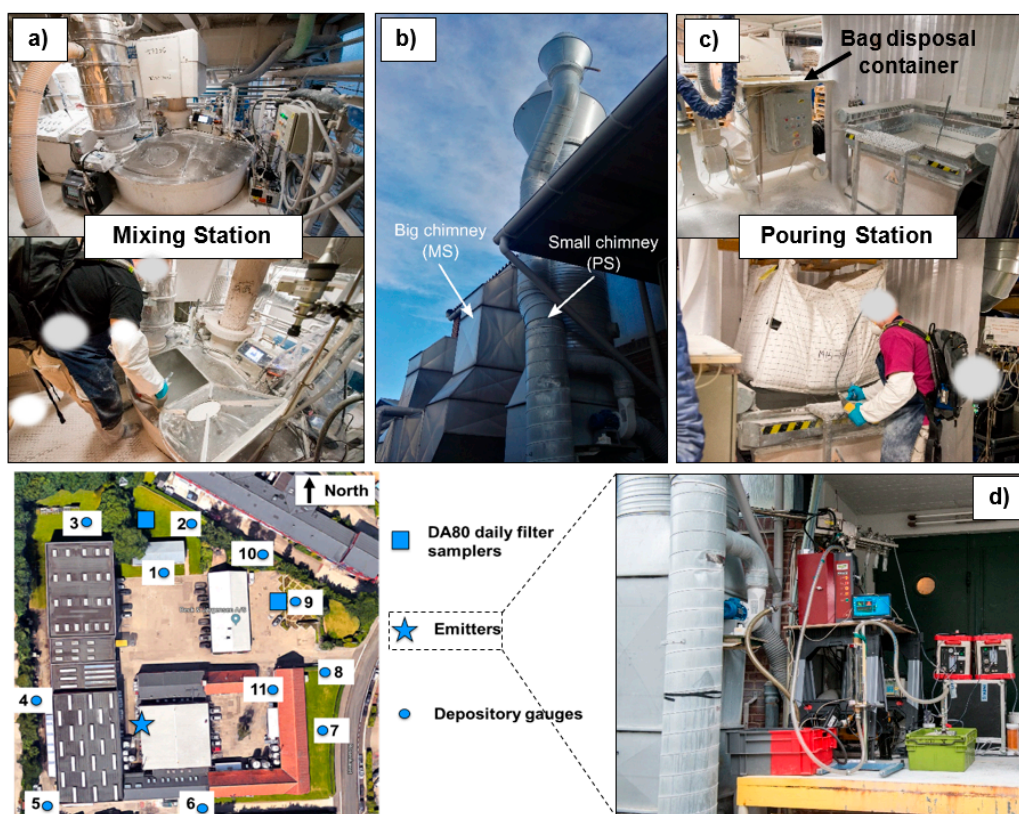 a)
Mixing Station
b)
Big chimney
(MS)
Small chimney
(PS)
c)
Bag disposal
container
Pouring Station
North
3
2
1
10
9
8
11
4
7
5
6
DA80 daily filter
samplers
Emitters
Depository gauges
d)